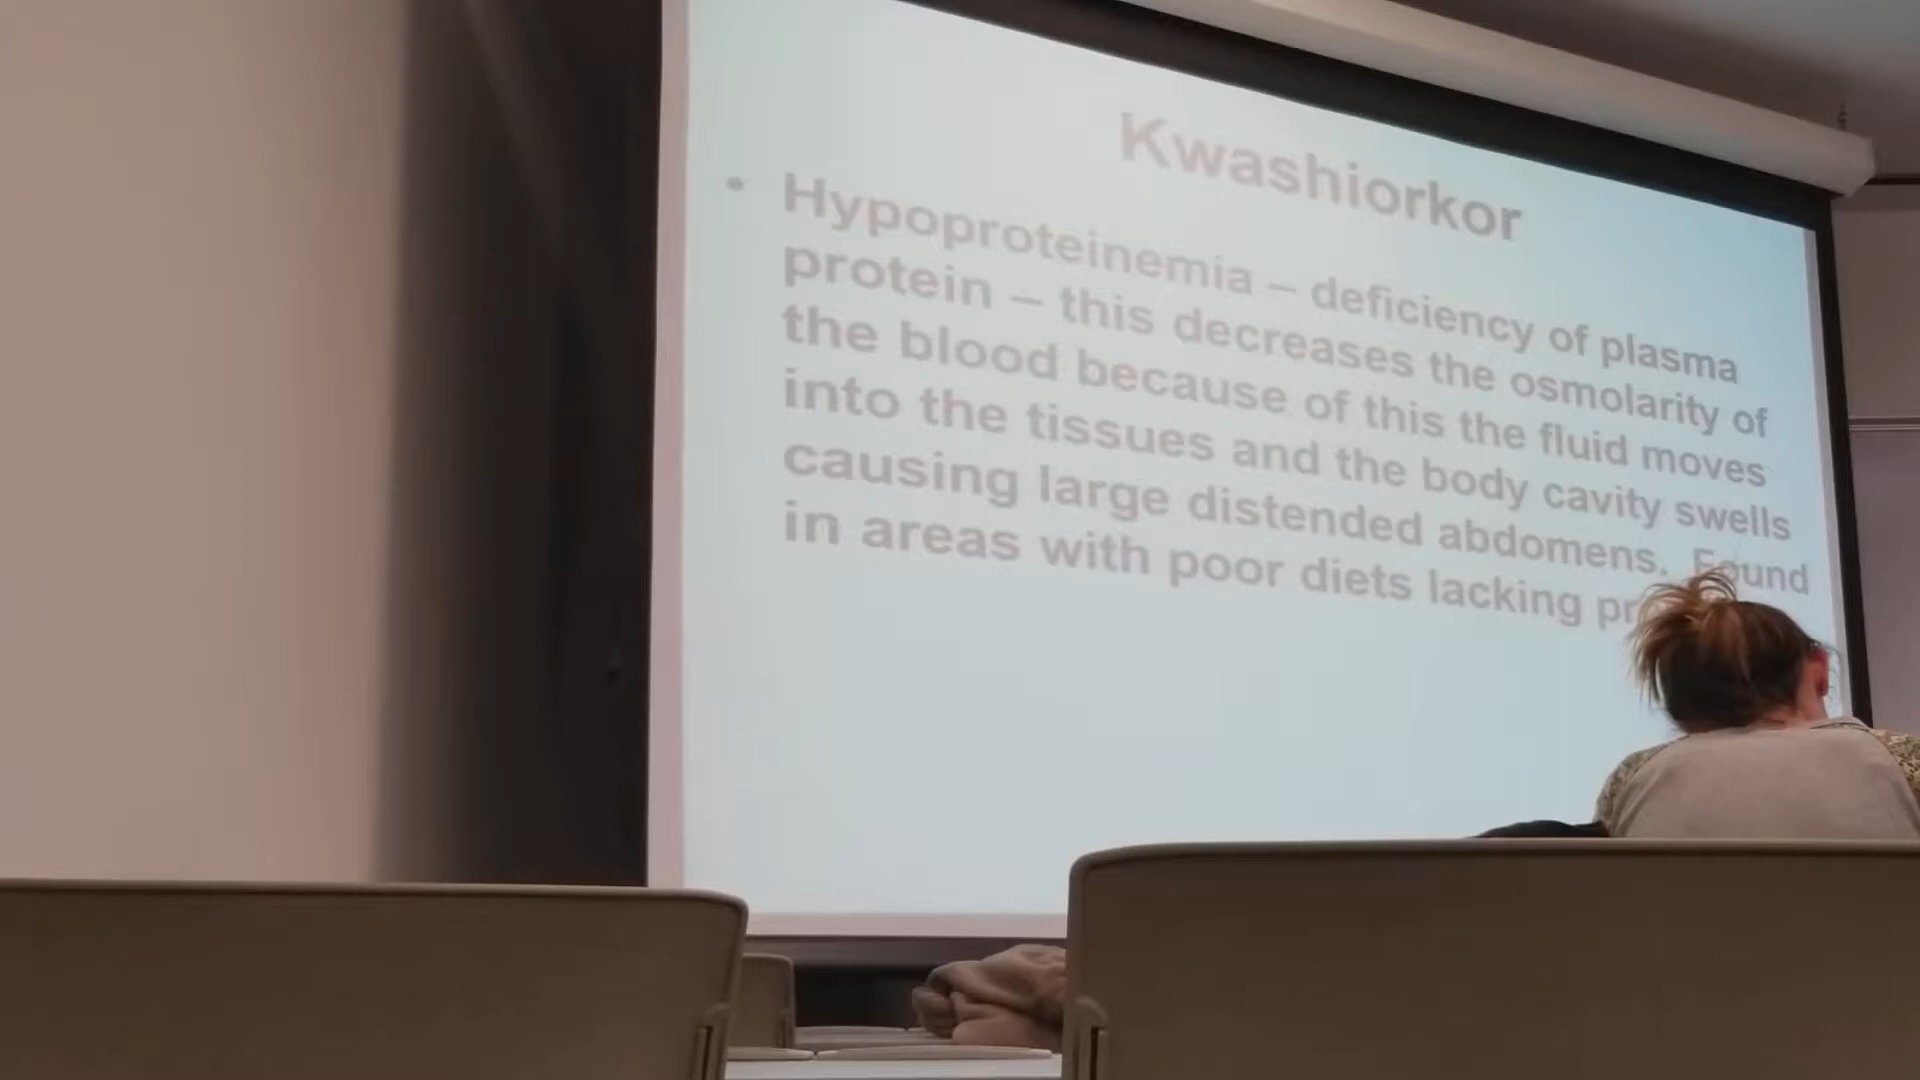 Kwashiorkor
• Hypoproteinemia – deficiency of plasma
protein – this decreases the osmolarity of
the blood because of this the fluid moves
into the tissues and the body cavity swells
causing large distended abdomens. Found
in areas with poor diets lacking